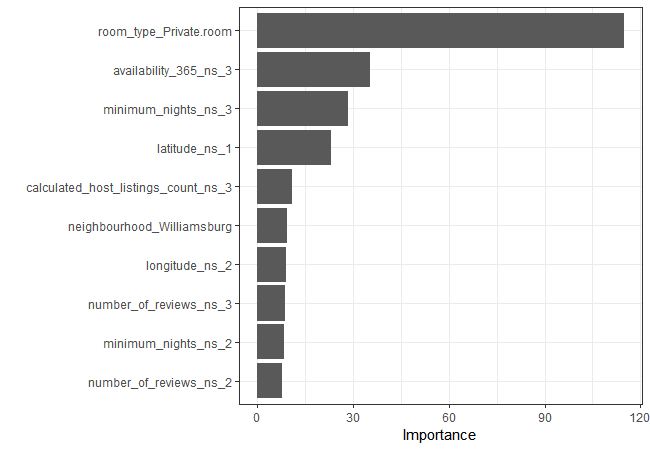 room_type_Private.room
availability_365_ns_3
minimum_nights_ns_3
latitude_ns_1
calculated_host_listings_count_ns_3
neighbourhood_Williamsburg
longitude_ns_2
number_of_reviews_ns_3
minimum_nights_ns_2
number_of_reviews_ns_2
0 30 60 90 120
Importance